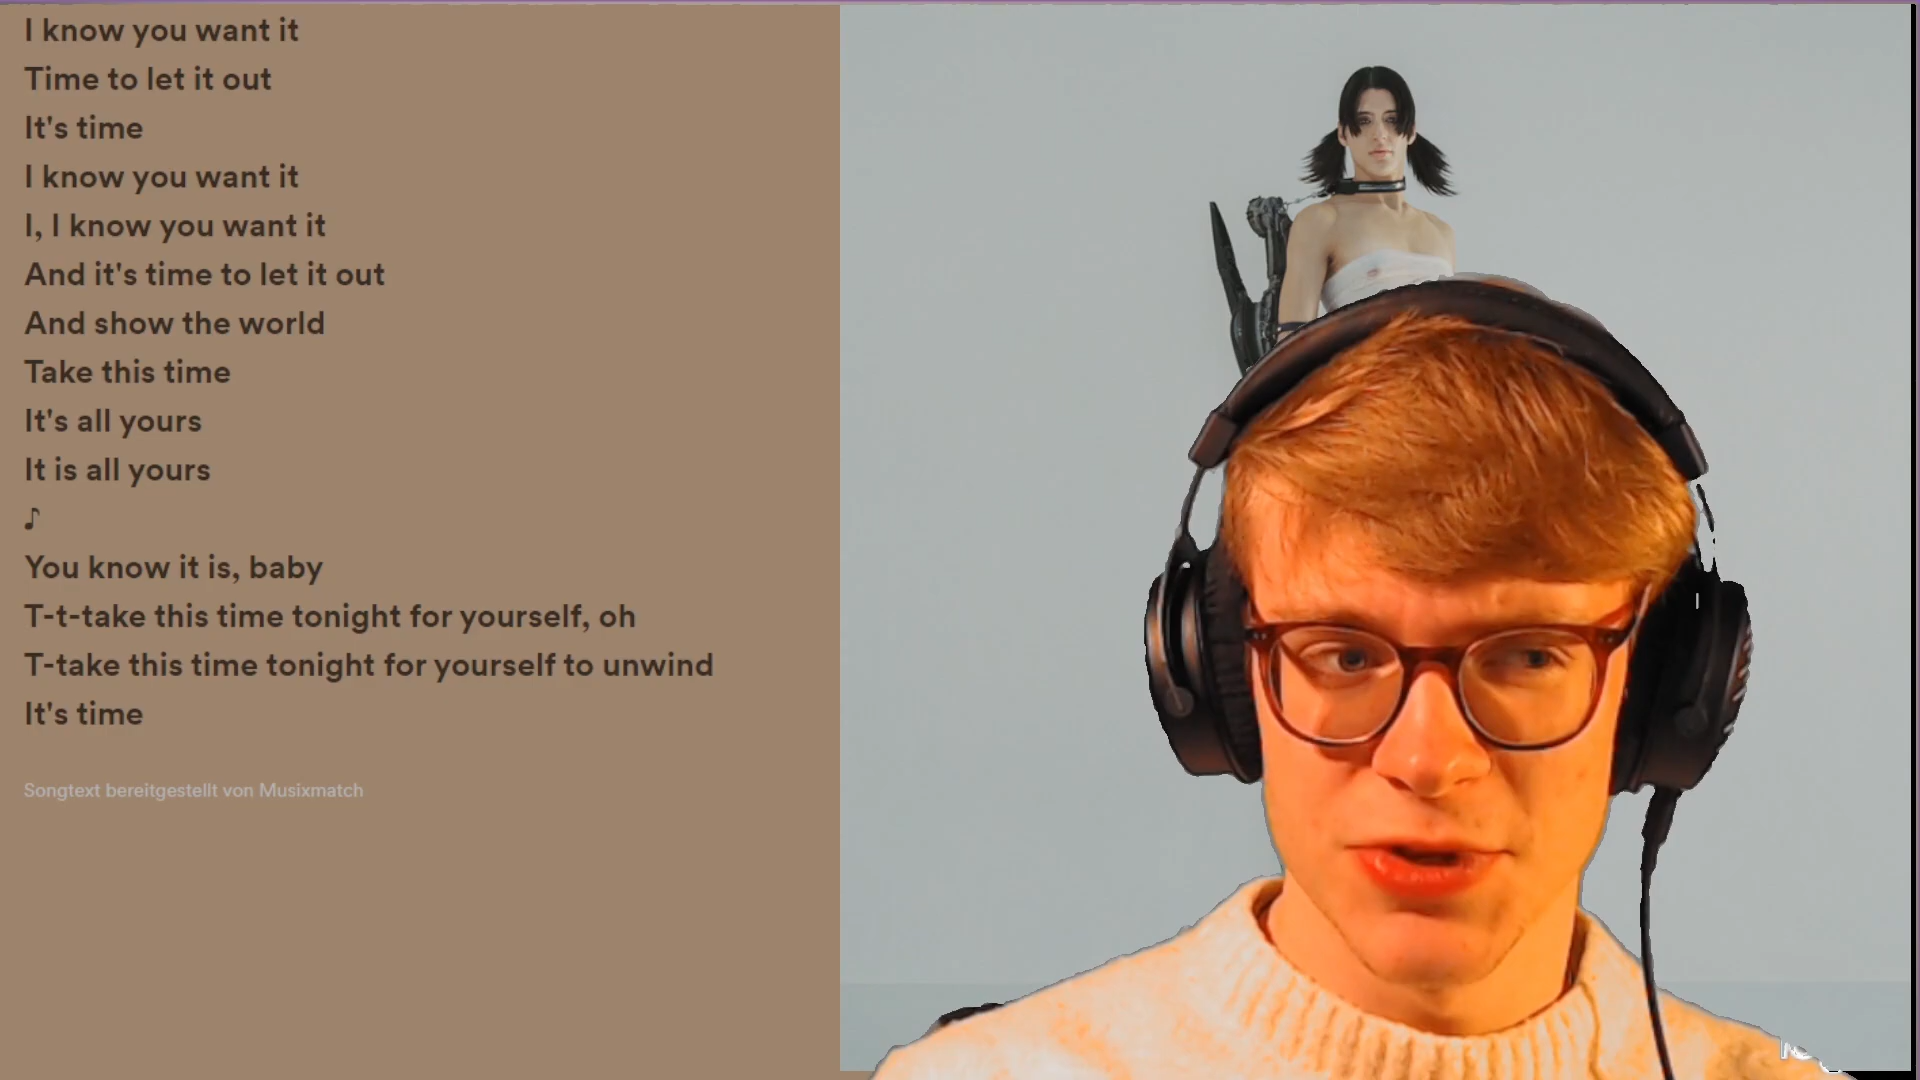 I know you want it
Time to let it out
It's time
I know you want it
I, I know you want it
And it's time to let it out
And show the world
Take this time
It's all yours
It is all yours
♪
You know it is, baby
T-t-take this time tonight for yourself, oh
T-take this time tonight for yourself to unwind
It's time
Songtext bereitgestellt von Musixmatch